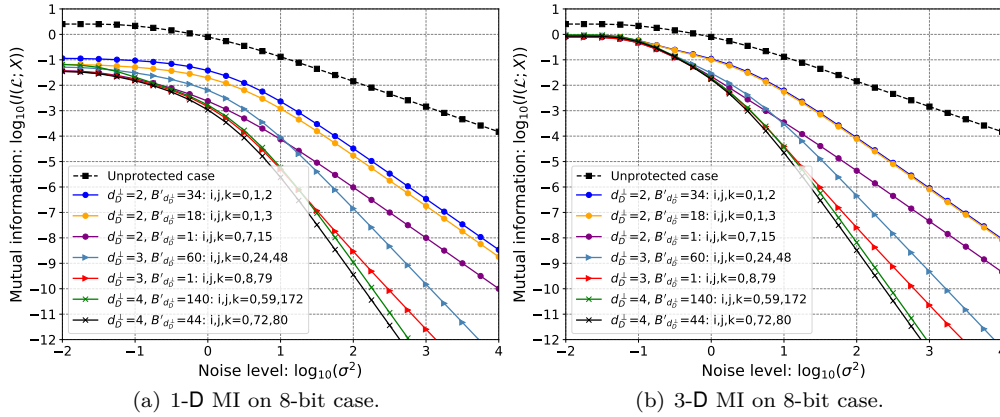 1
0
−1
−2
−3
−4
−5
−6
−7
−8
−9
−10
−11
−12
Mutual information: log₁₀(I(ℒ; X))
Unprotected case
d_D^⊥=2, B'_{d_D^⊥}=34: i,j,k=0,1,2
d_D^⊥=2, B'_{d_D^⊥}=18: i,j,k=0,1,3
d_D^⊥=2, B'_{d_D^⊥}=1: i,j,k=0,7,15
d_D^⊥=3, B'_{d_D^⊥}=60: i,j,k=0,24,48
d_D^⊥=3, B'_{d_D^⊥}=1: i,j,k=0,8,79
d_D^⊥=4, B'_{d_D^⊥}=140: i,j,k=0,59,172
d_D^⊥=4, B'_{d_D^⊥}=44: i,j,k=0,72,80
−2 −1 0 1 2 3 4
Noise level: log₁₀(σ²)
(a) 1-D MI on 8-bit case.
1
0
−1
−2
−3
−4
−5
−6
−7
−8
−9
−10
−11
−12
Mutual information: log₁₀(I(ℒ; X))
Unprotected case
d_D^⊥=2, B'_{d_D^⊥}=34: i,j,k=0,1,2
d_D^⊥=2, B'_{d_D^⊥}=18: i,j,k=0,1,3
d_D^⊥=2, B'_{d_D^⊥}=1: i,j,k=0,7,15
d_D^⊥=3, B'_{d_D^⊥}=60: i,j,k=0,24,48
d_D^⊥=3, B'_{d_D^⊥}=1: i,j,k=0,8,79
d_D^⊥=4, B'_{d_D^⊥}=140: i,j,k=0,59,172
d_D^⊥=4, B'_{d_D^⊥}=44: i,j,k=0,72,80
−2 −1 0 1 2 3 4
Noise level: log₁₀(σ²)
(b) 3-D MI on 8-bit case.